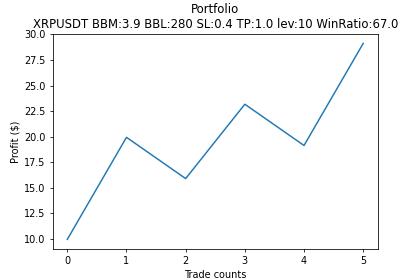 Portfolio
XRPUSDT BBM:3.9 BBL:280 SL:0.4 TP:1.0 lev:10 WinRatio:67.0
30.0
27.5
25.0
22.5
20.0
17.5
15.0
12.5
10.0
Profit ($)
0 1 2 3 4 5
Trade counts